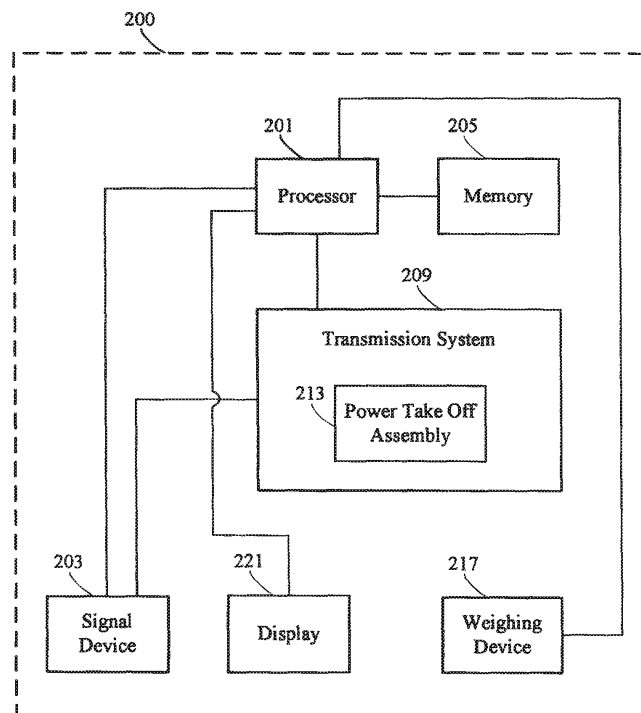 200
201
Processor
205
Memory
209
Transmission System
213
Power Take Off
Assembly
203
Signal
Device
221
Display
217
Weighing
Device